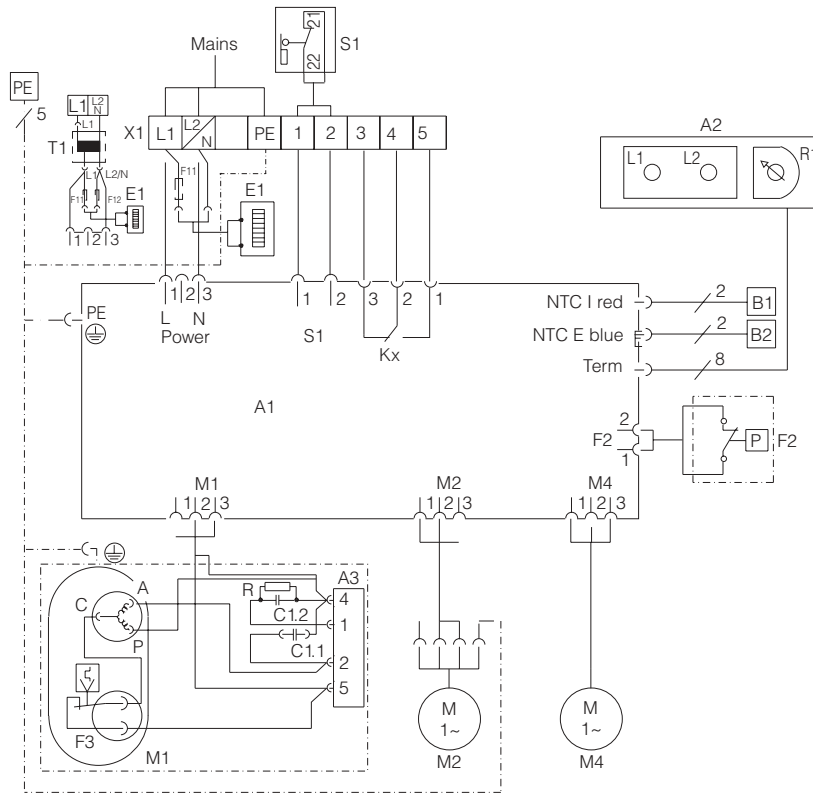 Mains
21
22
S1
PE
5
L1 L2 N
L1
T1
L1 L2/N
F11 F12
E1
1 2 3
X1 L1 L2 N PE 1 2 3 4 5
F11
E1
A2
L1 L2 R1
1 2 3
L N
Power
1 2
S1
3 2 1
Kx
PE
NTC I red 2 B1
NTC E blue 2 B2
Term 8
A1
2
F2
1
P F2
M1
1 2 3
M2
1 2 3
M4
1 2 3
A
C
P
R
C1.2
C1.1
A3
4
1
2
5
F3
M1
M
1~
M2
M
1~
M4